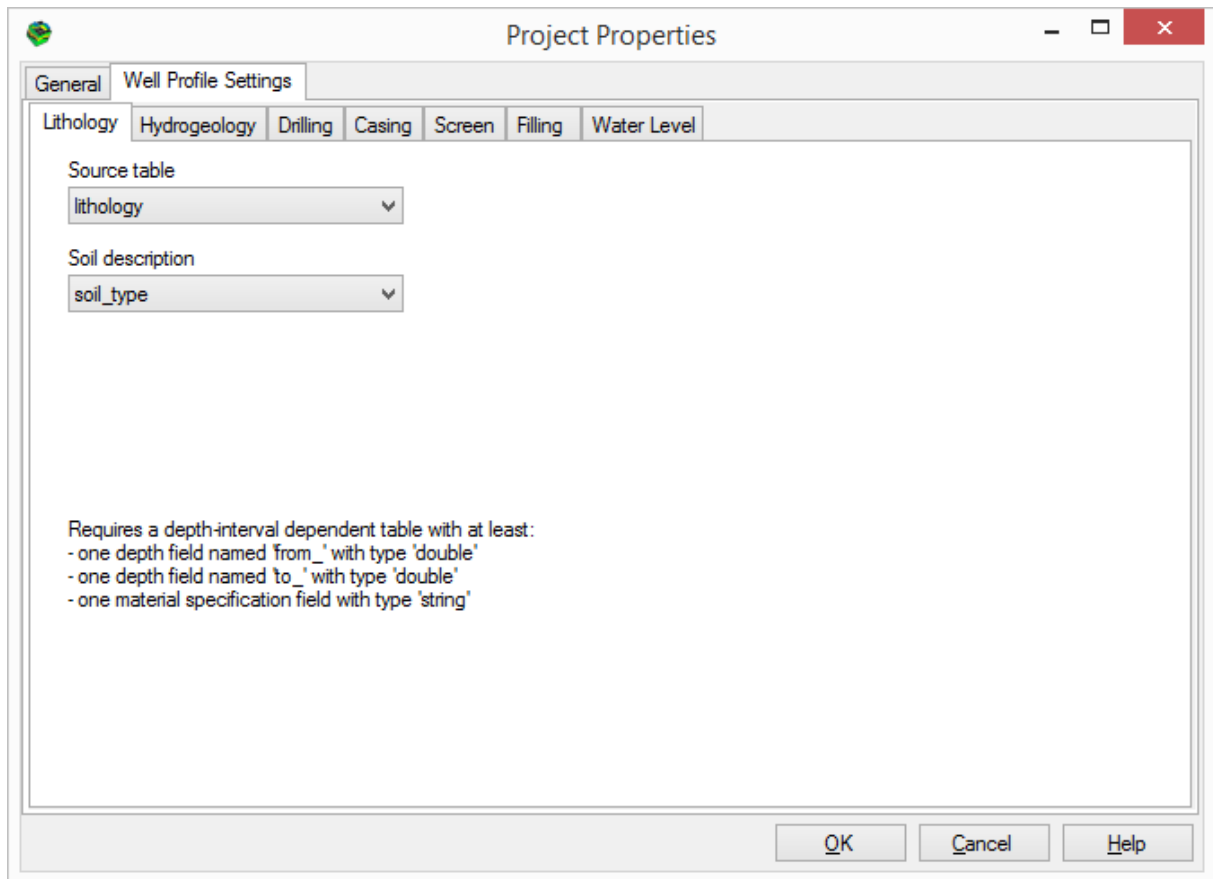 Project Properties
General
Well Profile Settings
Lithology
Hydrogeology
Drilling
Casing
Screen
Filling
Water Level
Source table
lithology
Soil description
soil_type
Requires a depth-interval dependent table with at least:
- one depth field named 'from_' with type 'double'
- one depth field named 'to_' with type 'double'
- one material specification field with type 'string'
OK
Cancel
Help